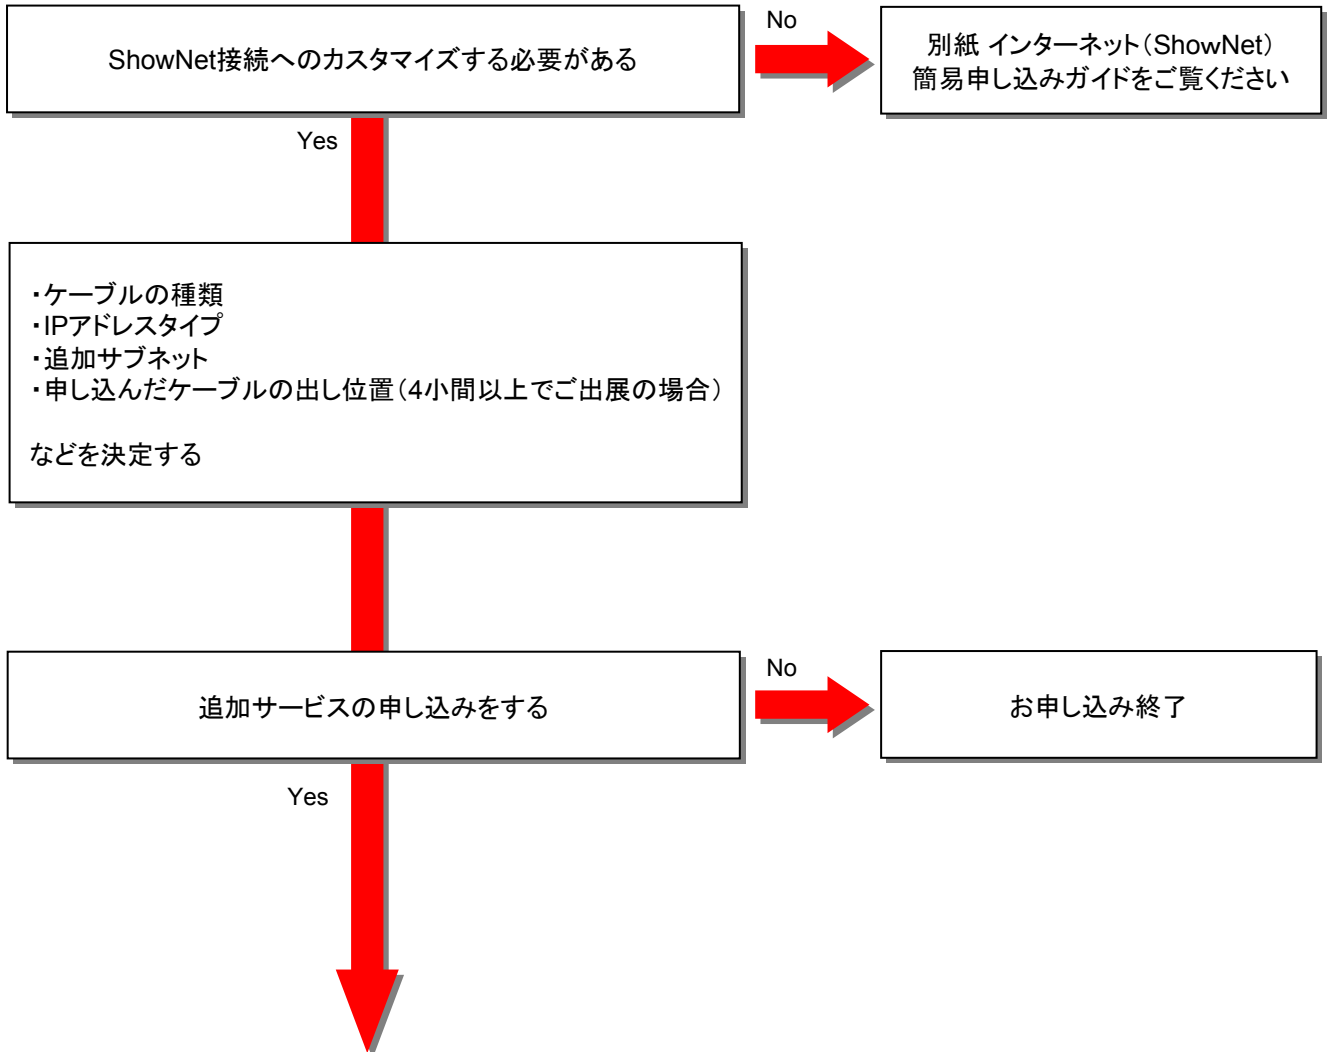 ShowNet接続へのカスタマイズする必要がある
No
別紙 インターネット（ShowNet）
簡易申し込みガイドをご覧ください
Yes
・ケーブルの種類
・IPアドレスタイプ
・追加サブネット
・申し込んだケーブルの出し位置（4小間以上でご出展の場合）
などを決定する
追加サービスの申し込みをする
No
お申し込み終了
Yes